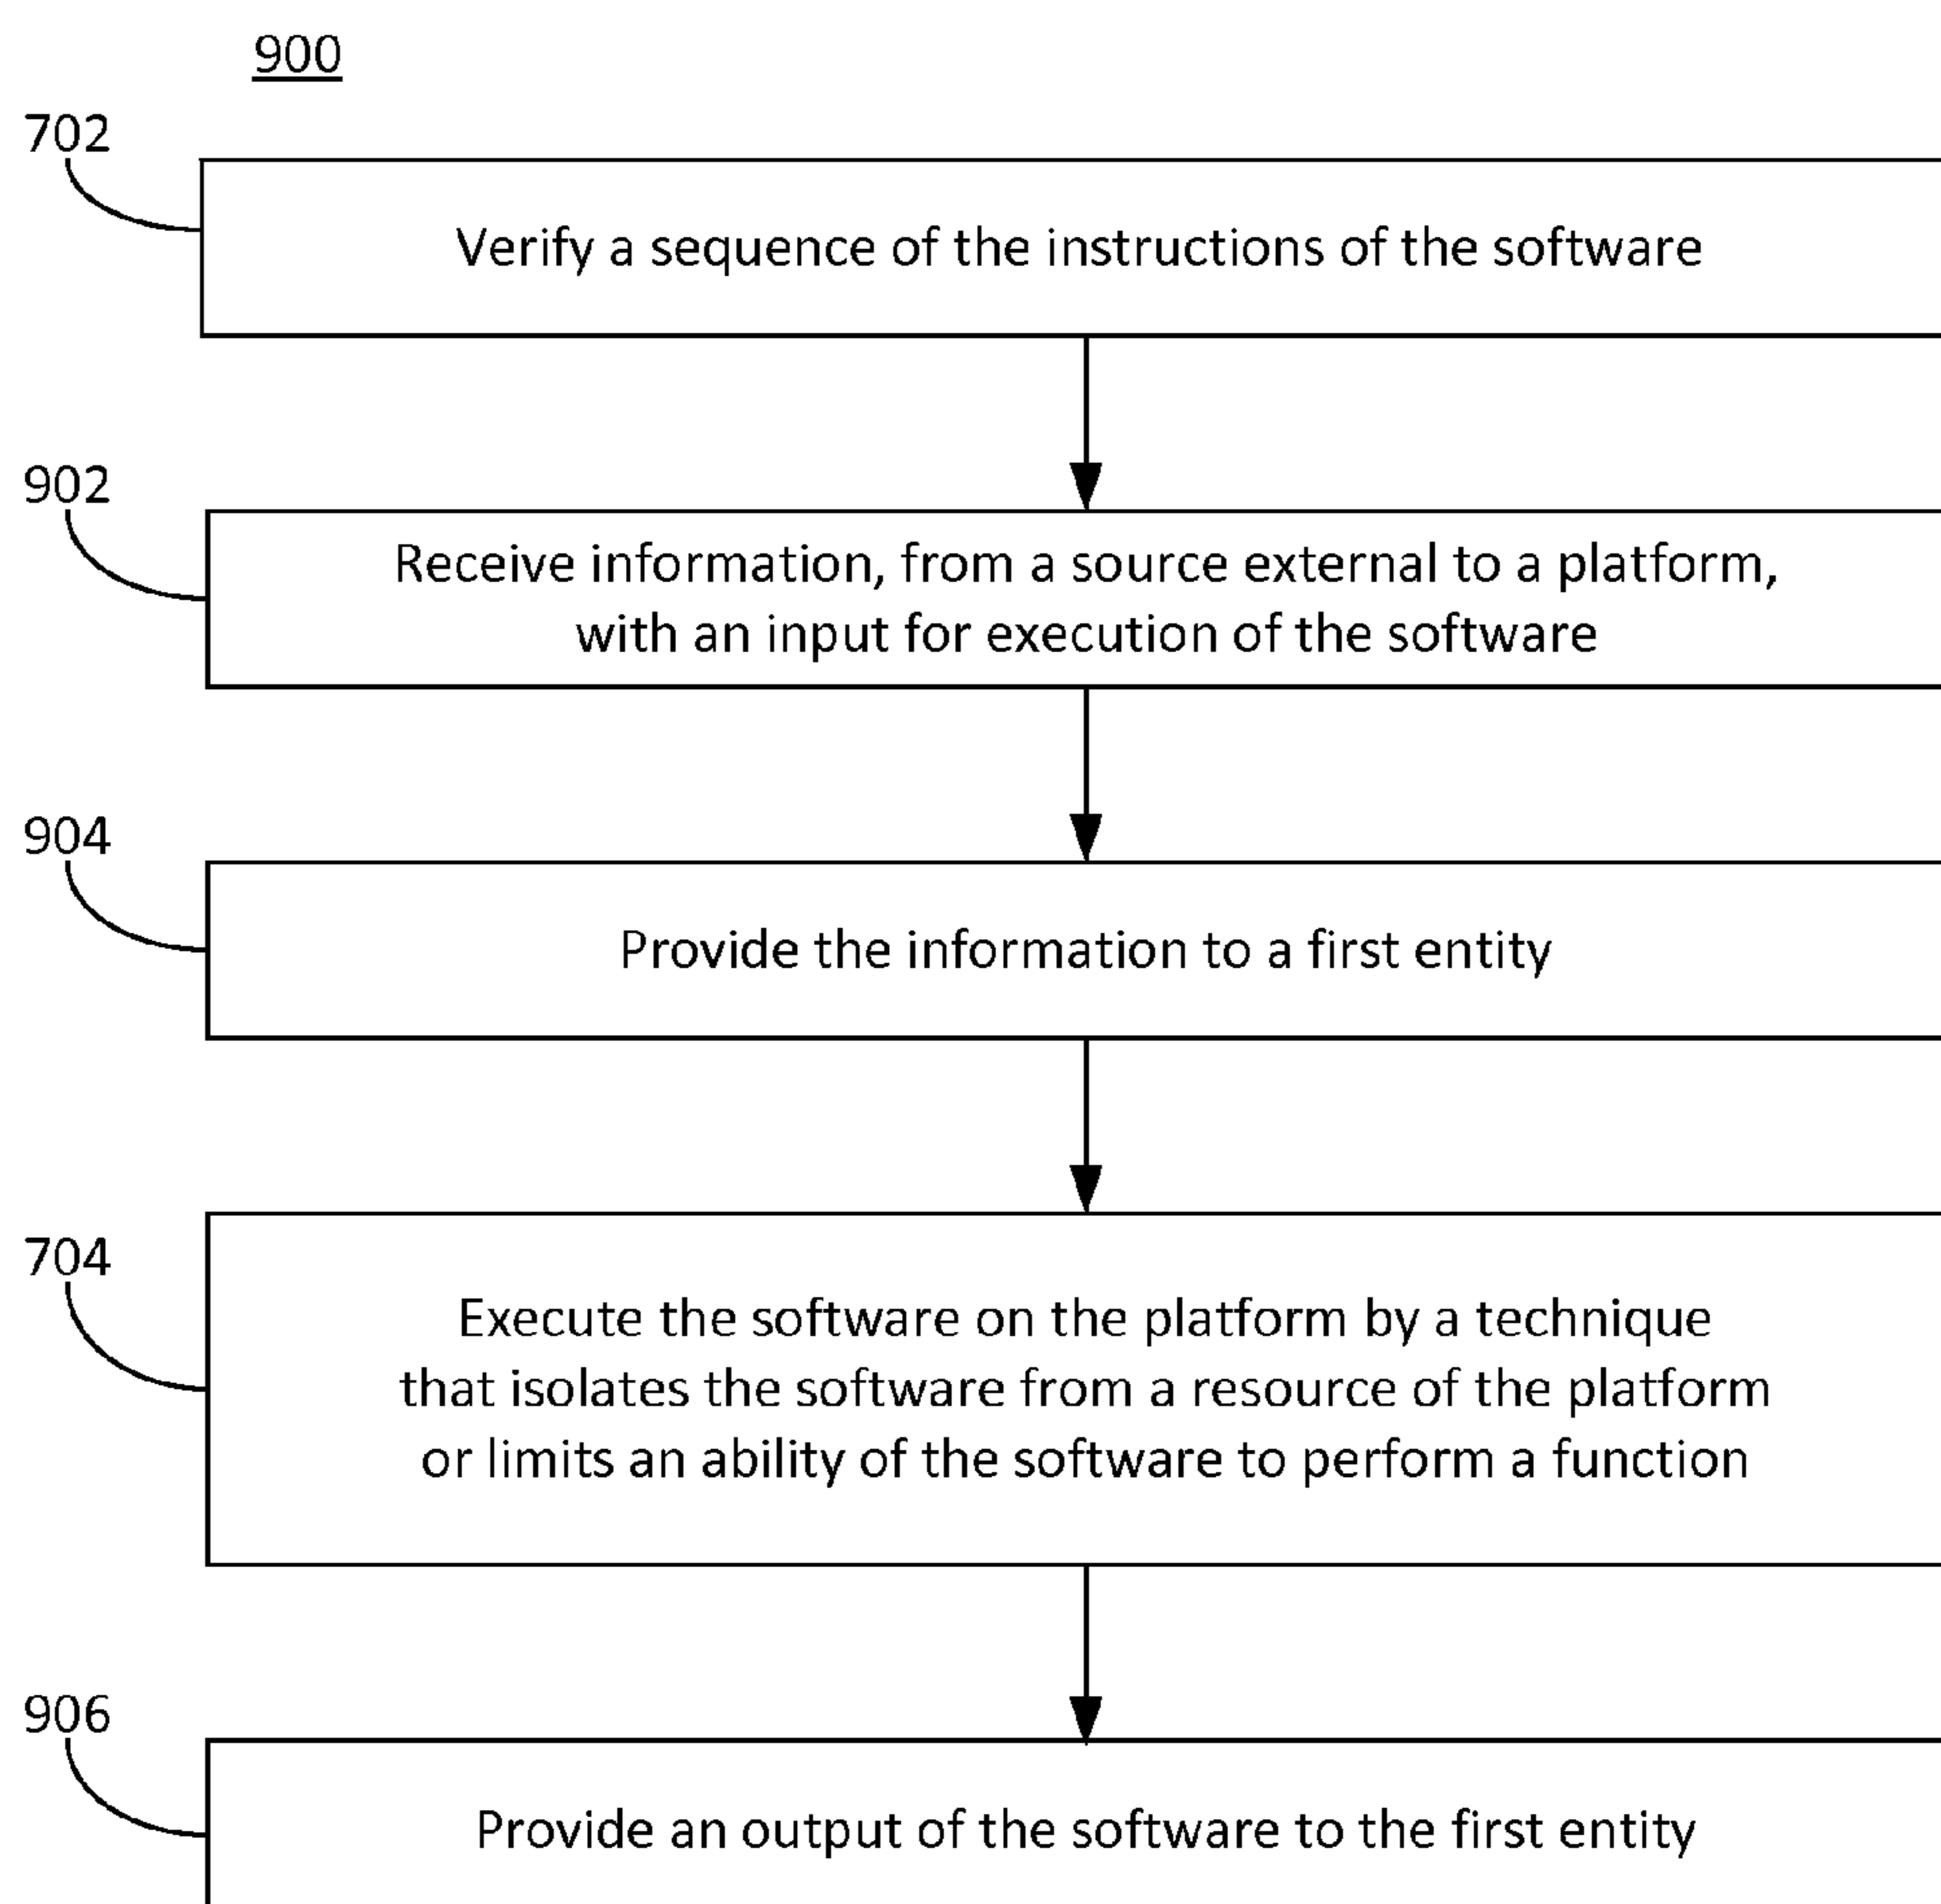 900
702
Verify a sequence of the instructions of the software
902
Receive information, from a source external to a platform,
with an input for execution of the software
904
Provide the information to a first entity
704
Execute the software on the platform by a technique
that isolates the software from a resource of the platform
or limits an ability of the software to perform a function
906
Provide an output of the software to the first entity